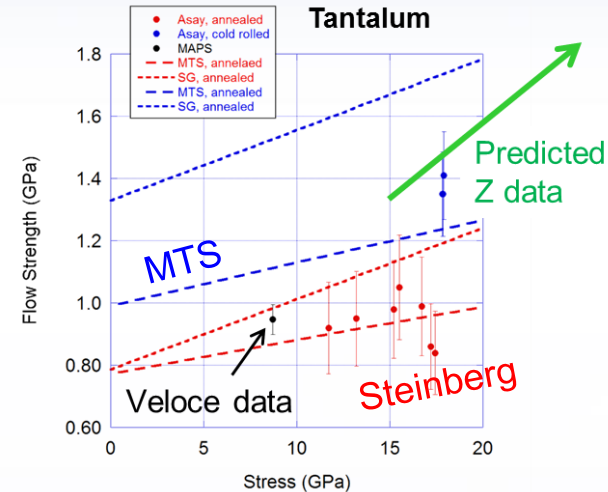 Tantalum
Asay, annealed
Asay, cold rolled
MAPS
MTS, annelaed
SG, annealed
MTS, annealed
SG, annealed
1.8
1.6
1.4
1.2
1.0
0.80
0.60
Flow Strength (GPa)
Predicted
Z data
MTS
Veloce data
Steinberg
0
5
10
15
20
Stress (GPa)